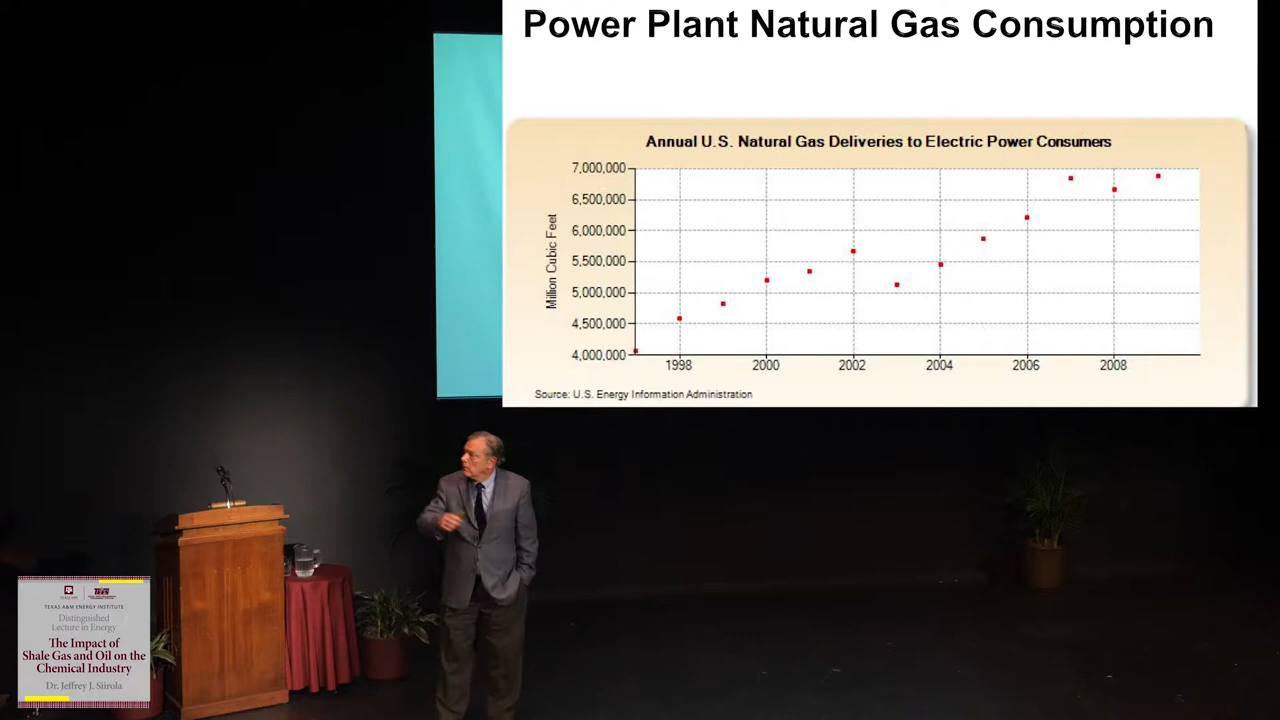 Power Plant Natural Gas Consumption
Annual U.S. Natural Gas Deliveries to Electric Power Consumers
Million Cubic Feet
7,000,000
6,500,000
6,000,000
5,500,000
5,000,000
4,500,000
4,000,000
1998 2000 2002 2004 2006 2008
Source: U.S. Energy Information Administration
TEXAS A&M ENERGY INSTITUTE
Distinguished
Lecture in Energy
The Impact of
Shale Gas and Oil on the
Chemical Industry
Dr. Jeffrey J. Siirola